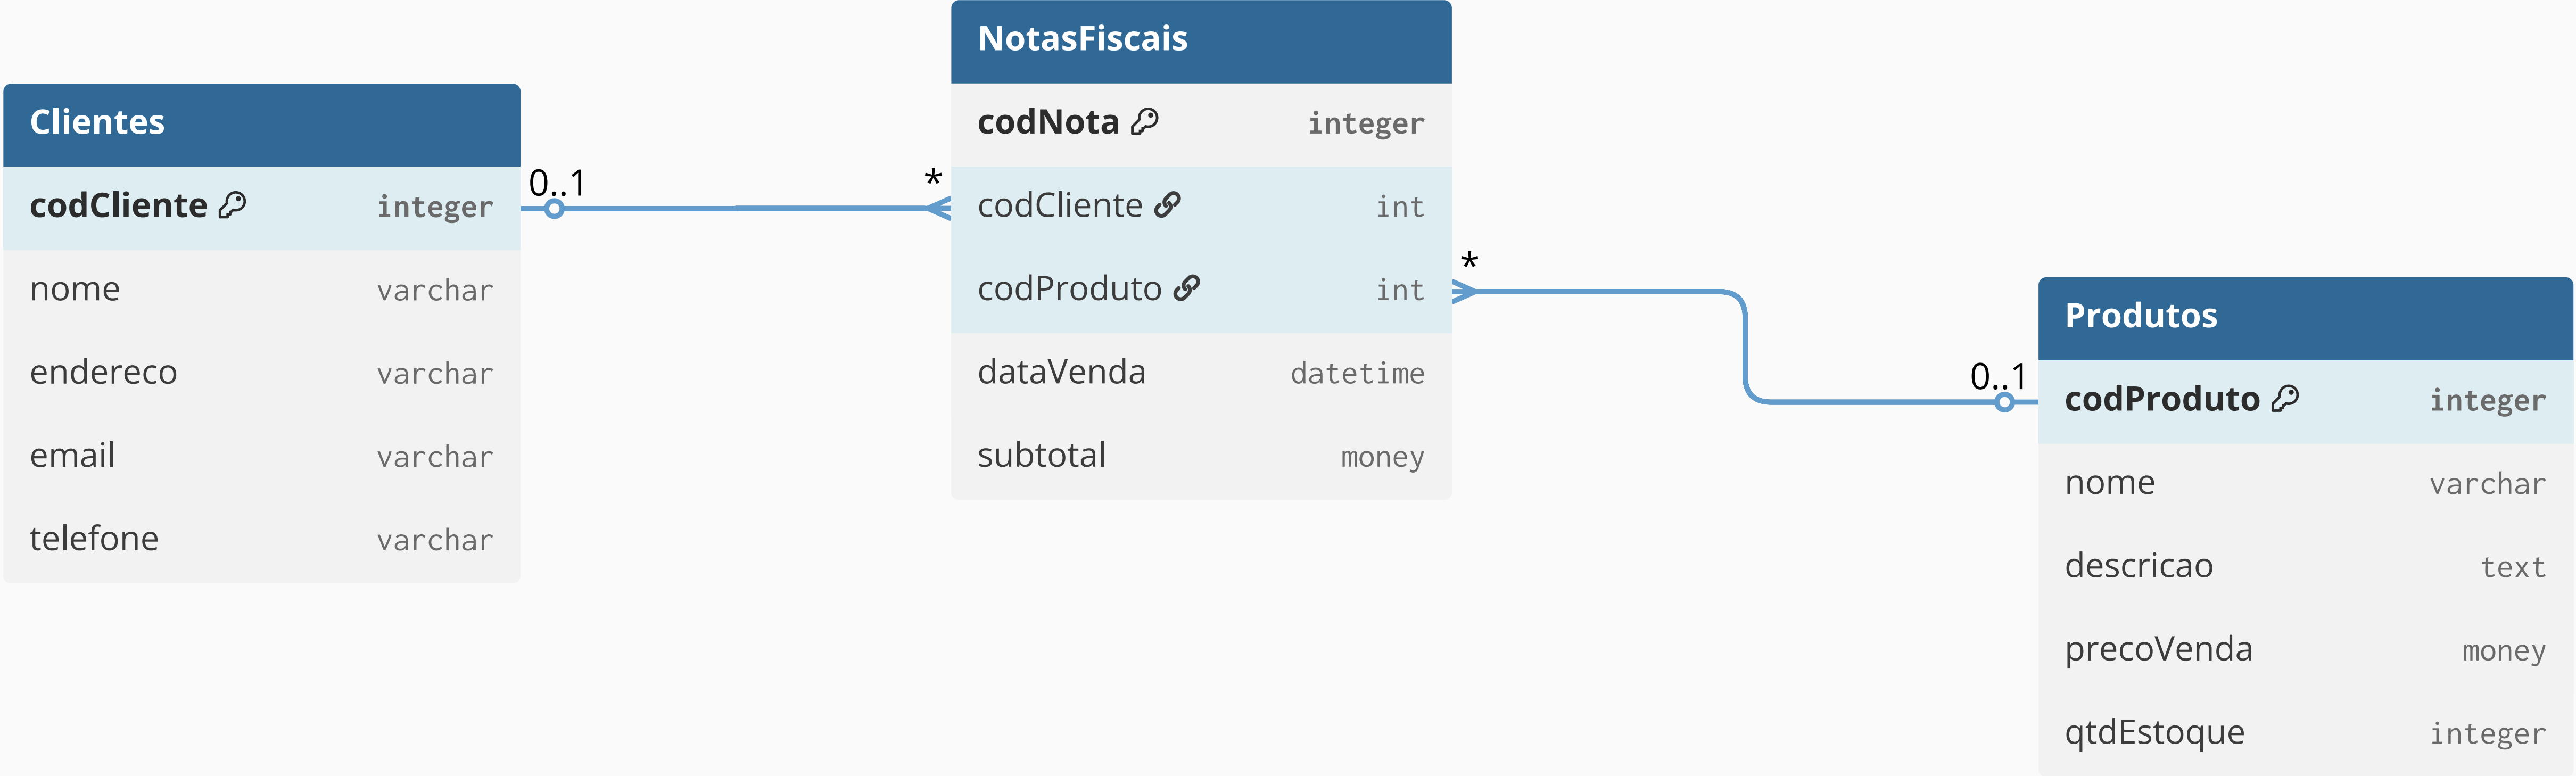 Clientes
codCliente integer
nome varchar
endereco varchar
email varchar
telefone varchar
0..1
*
NotasFiscais
codNota integer
codCliente int
codProduto int
dataVenda datetime
subtotal money
*
0..1
Produtos
codProduto integer
nome varchar
descricao text
precoVenda money
qtdEstoque integer